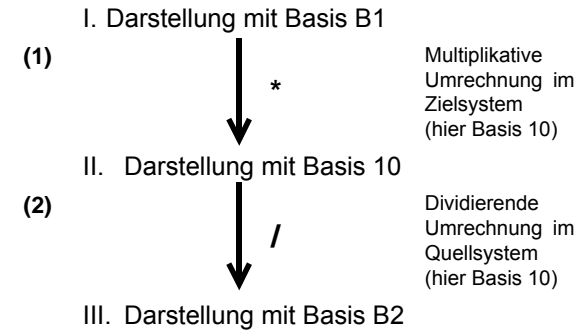 I. Darstellung mit Basis B1
(1)
*
Multiplikative
Umrechnung im
Zielsystem
(hier Basis 10)
II. Darstellung mit Basis 10
(2)
/
Dividierende
Umrechnung im
Quellsystem
(hier Basis 10)
III. Darstellung mit Basis B2